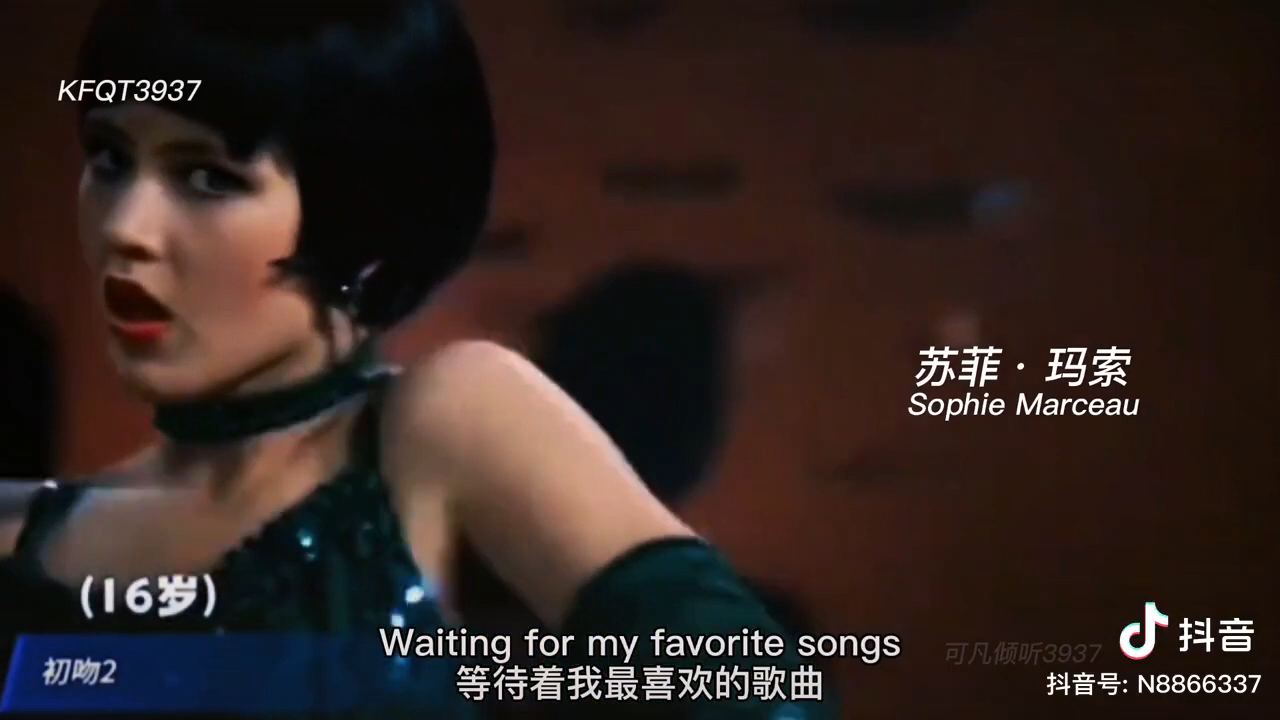 KFQT3937
苏菲·玛索
Sophie Marceau
(16岁)
初吻2
Waiting for my favorite songs
等待着我最喜欢的歌曲
可凡倾听3937
抖音
抖音号: N8866337